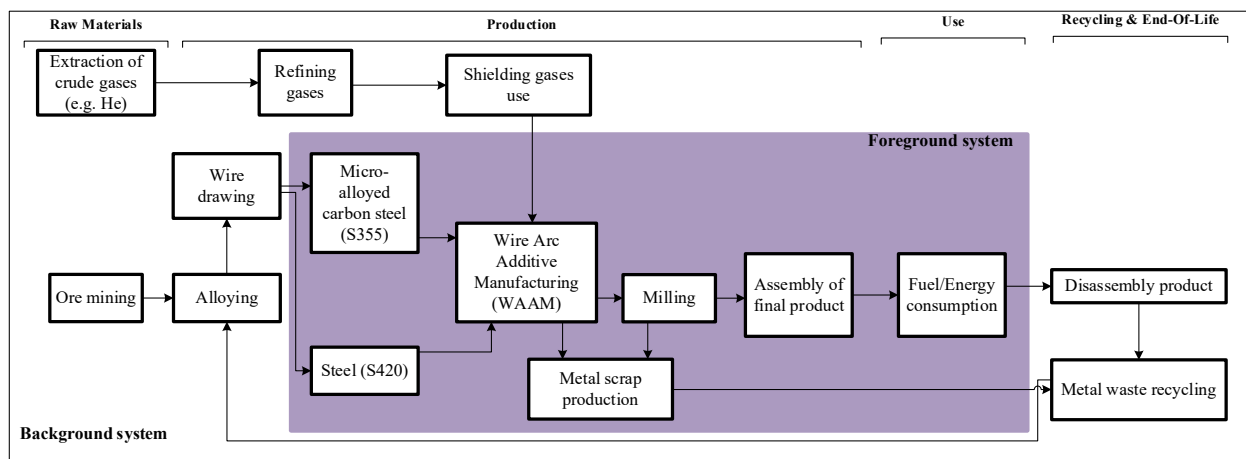 Raw Materials
Production
Use
Recycling & End-Of-Life
Extraction of
crude gases
(e.g. He)
Refining
gases
Shielding gases
use
Foreground system
Wire
drawing
Micro-
alloyed
carbon steel
(S355)
Wire Arc
Additive
Manufacturing
(WAAM)
Ore mining
Alloying
Milling
Assembly of
final product
Fuel/Energy
consumption
Disassembly product
Steel (S420)
Metal scrap
production
Metal waste recycling
Background system